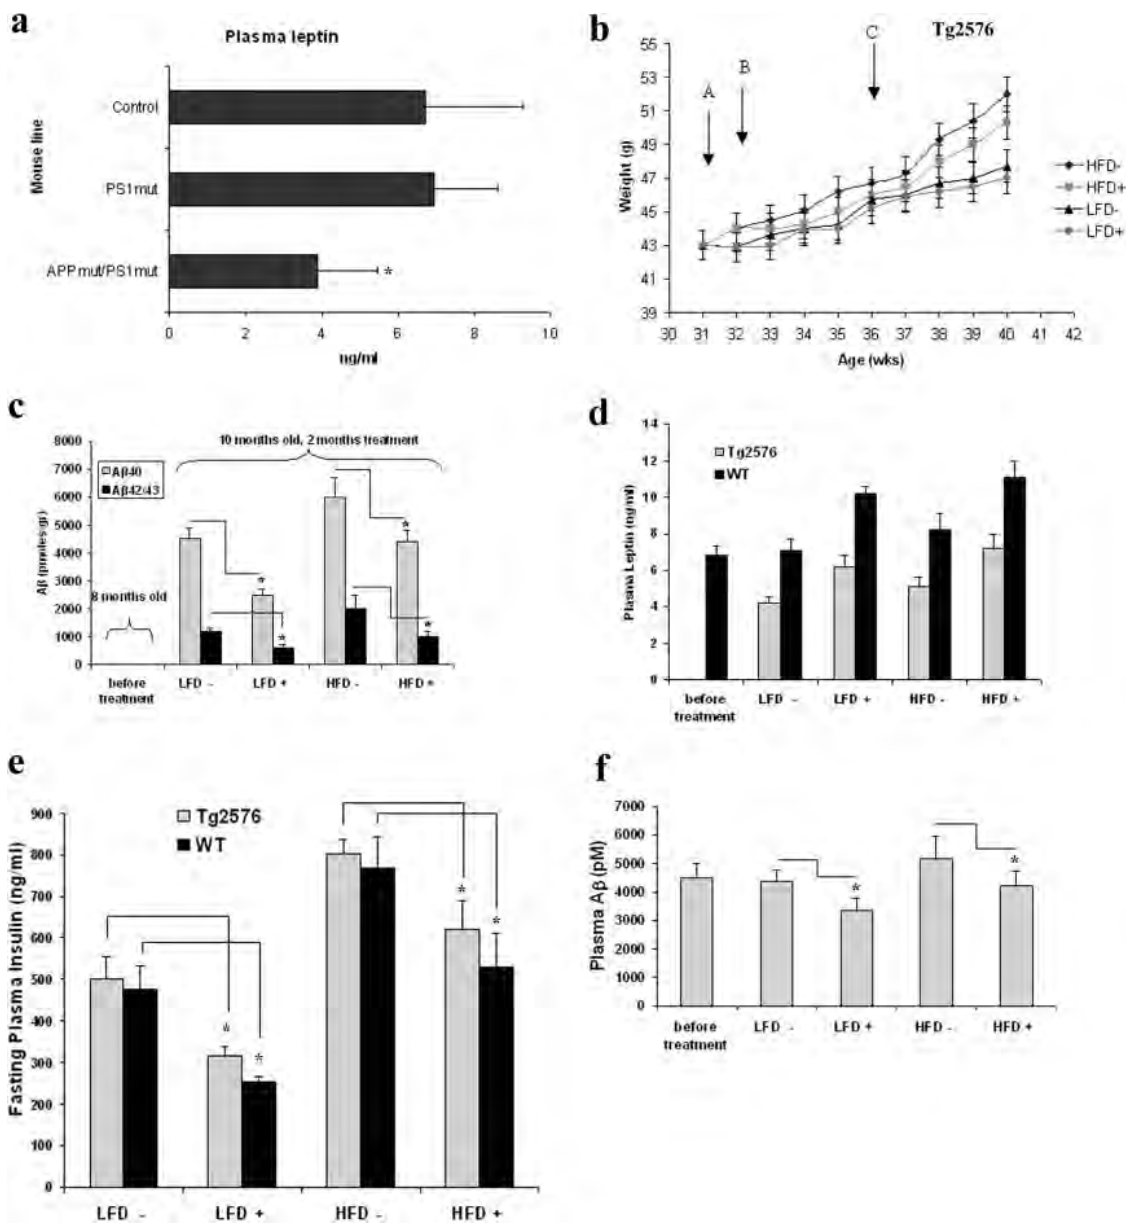 a
Plasma leptin
Mouse line
Control
PS1mut
APPmut/PS1mut
*
0 2 4 6 8 10
ng/ml
b
Tg2576
A
B
C
Weight (g)
55
53
51
49
47
45
43
41
39
30 31 32 33 34 35 36 37 38 39 40 41 42
Age (wks)
HFD-
HFD+
LFD-
LFD+
c
10 months old, 2 months treatment
Aβ40
Aβ42/43
Aβ (pmoles/gr)
8000
7000
6000
5000
4000
3000
2000
1000
0
8 months old
*
*
*
*
before treatment
LFD -
LFD +
HFD -
HFD +
d
Tg2576
WT
Plasma Leptin (ng/ml)
14
12
10
8
6
4
2
0
before treatment
LFD -
LFD +
HFD -
HFD +
e
Tg2576
WT
Fasting Plasma Insulin (ng/ml)
900
800
700
600
500
400
300
200
100
0
*
*
*
*
LFD -
LFD +
HFD -
HFD +
f
Plasma Aβ (pM)
7000
6000
5000
4000
3000
2000
1000
0
*
*
before treatment
LFD -
LFD +
HFD -
HFD +